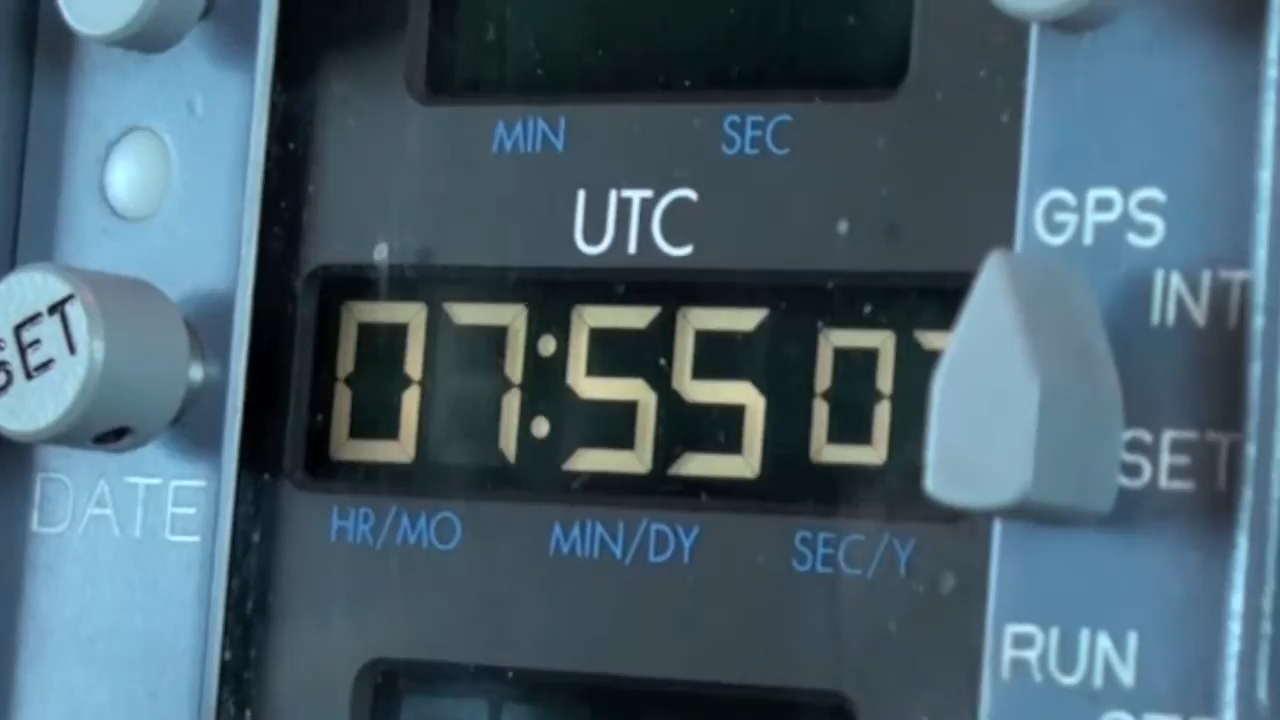 MIN SEC
UTC
GPS
INT
SET
07:55 0
SET
DATE
HR/MO MIN/DY SEC/Y
RUN